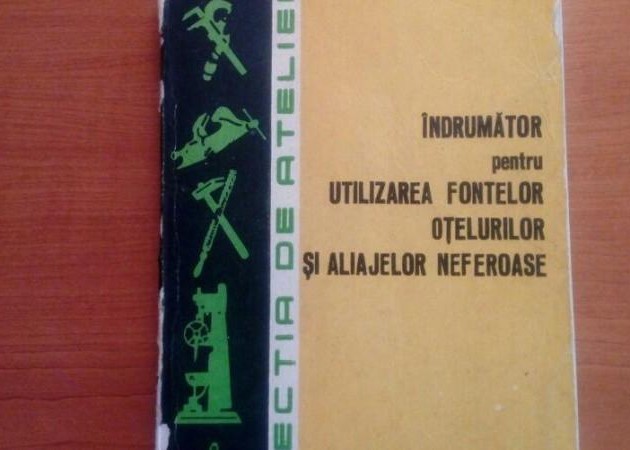 ÎNDRUMĂTOR
pentru
UTILIZAREA FONTELOR
OȚELURILOR
ȘI ALIAJELOR NEFEROASE
ECTIA DE ATELIE